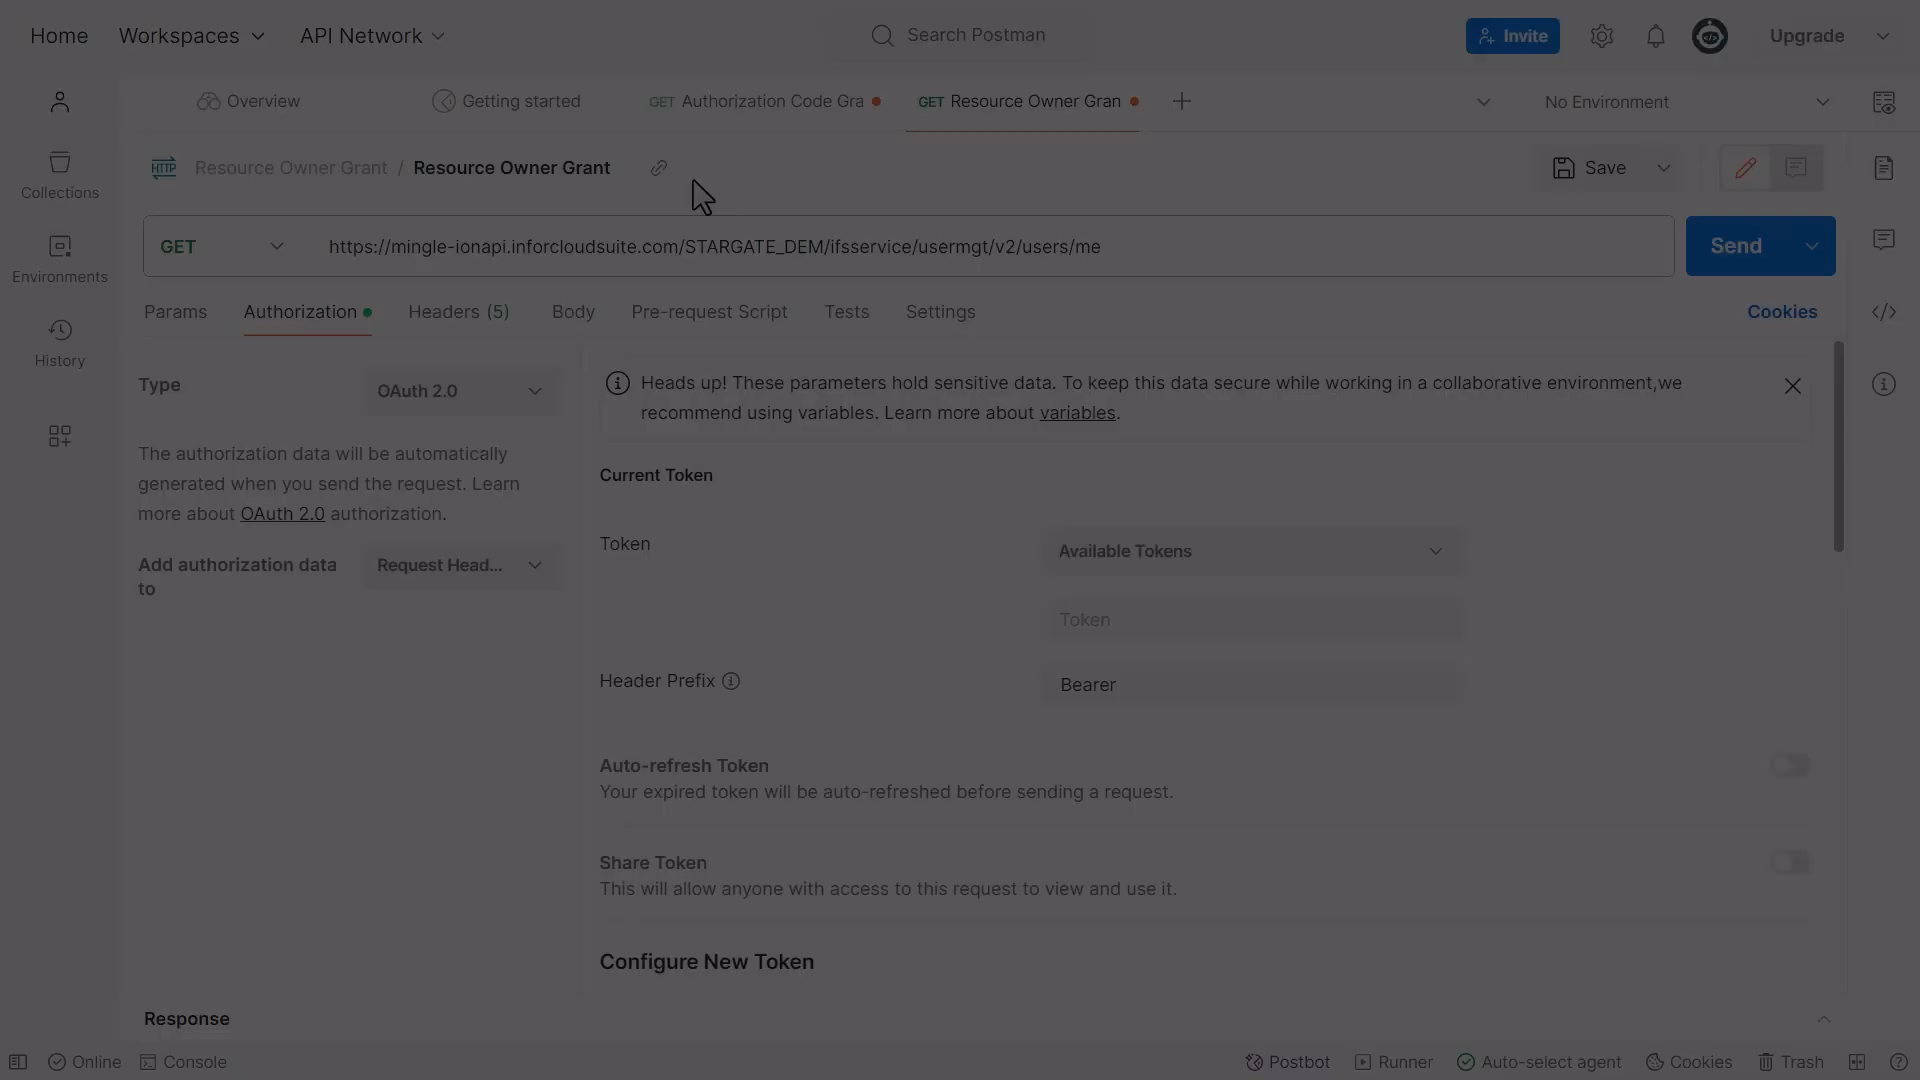 Home
Workspaces
API Network
Search Postman
Invite
Upgrade
Overview
Getting started
GET Authorization Code Gra
GET Resource Owner Gran
No Environment
HTTP
Resource Owner Grant / Resource Owner Grant
Save
Collections
Environments
History
GET
https://mingle-ionapi.inforcloudsuite.com/STARGATE_DEM/ifsservice/usermgt/v2/users/me
Send
Params
Authorization
Headers (5)
Body
Pre-request Script
Tests
Settings
Cookies
Type
OAuth 2.0
The authorization data will be automatically
generated when you send the request. Learn
more about OAuth 2.0 authorization.
Add authorization data
to
Request Head...
Heads up! These parameters hold sensitive data. To keep this data secure while working in a collaborative environment,we
recommend using variables. Learn more about variables.
Current Token
Token
Available Tokens
Token
Header Prefix
Bearer
Auto-refresh Token
Your expired token will be auto-refreshed before sending a request.
Share Token
This will allow anyone with access to this request to view and use it.
Configure New Token
Response
Online
Console
Postbot
Runner
Auto-select agent
Cookies
Trash